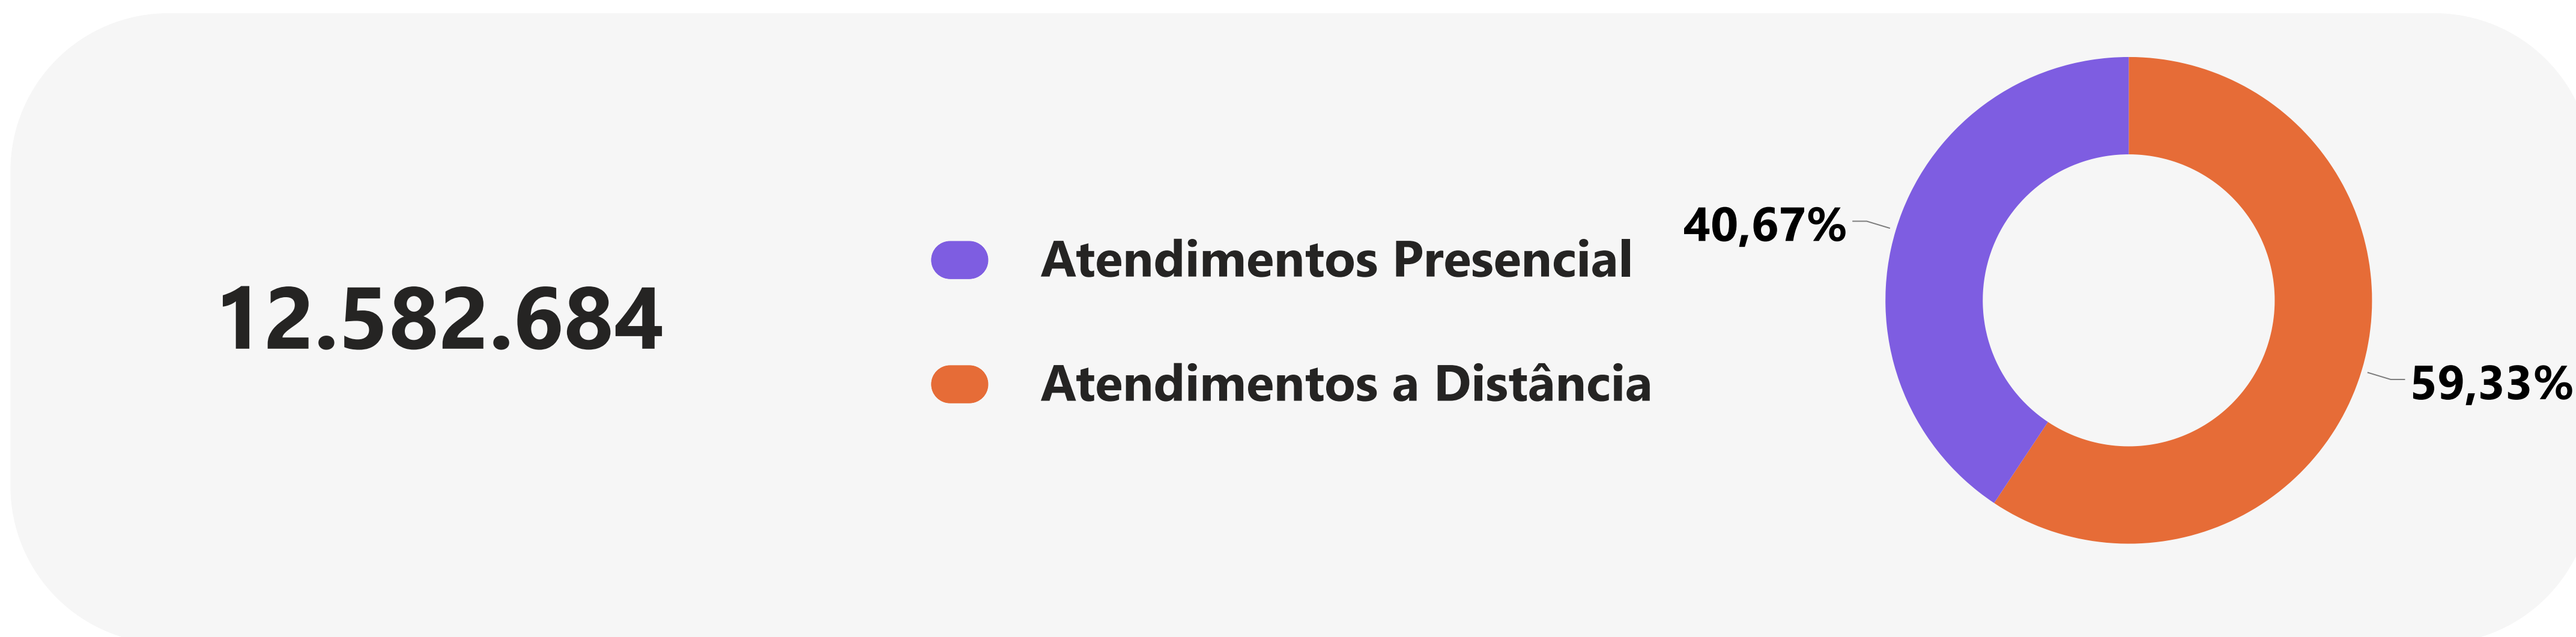 12.582.684
Atendimentos Presencial
Atendimentos a Distância
40,67%
59,33%